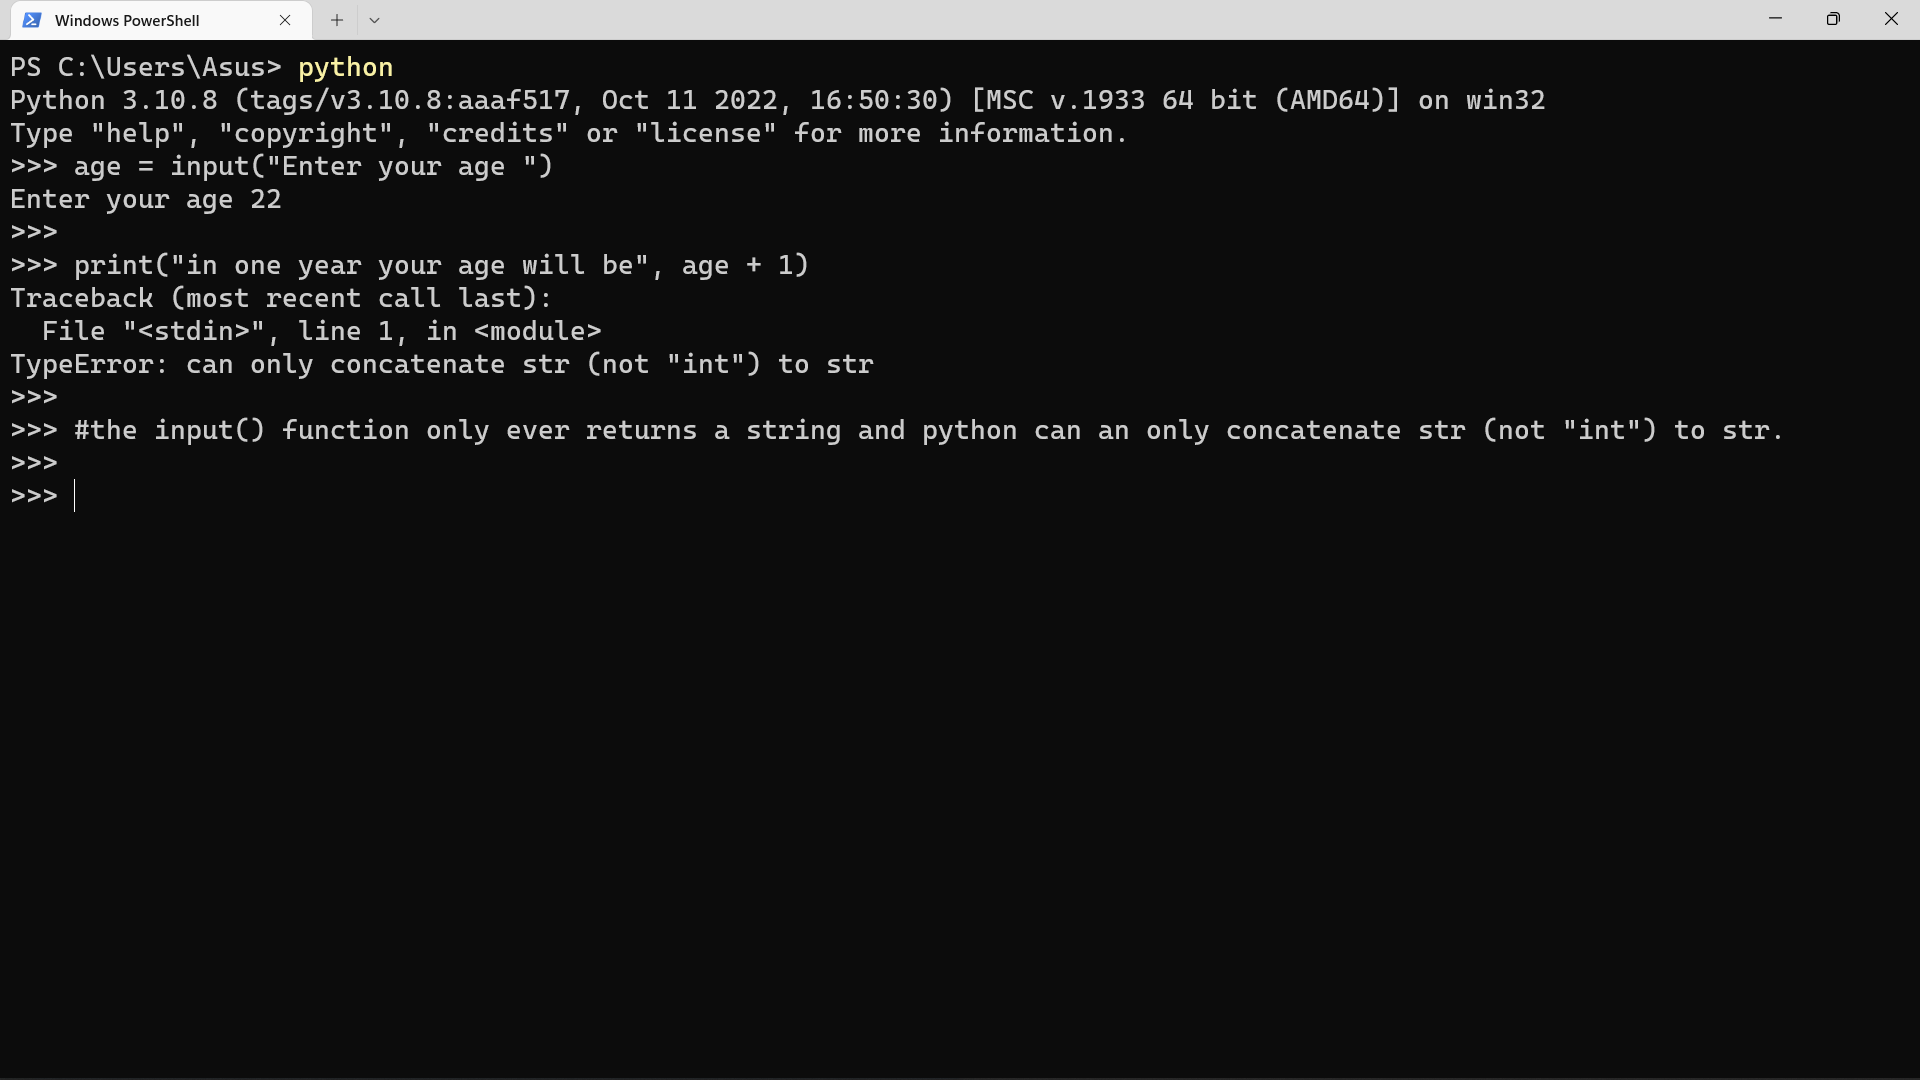 Windows PowerShell
PS C:\Users\Asus> python
Python 3.10.8 (tags/v3.10.8:aaaf517, Oct 11 2022, 16:50:30) [MSC v.1933 64 bit (AMD64)] on win32
Type "help", "copyright", "credits" or "license" for more information.
>>> age = input("Enter your age ")
Enter your age 22
>>>
>>> print("in one year your age will be", age + 1)
Traceback (most recent call last):
  File "<stdin>", line 1, in <module>
TypeError: can only concatenate str (not "int") to str
>>>
>>> #the input() function only ever returns a string and python can an only concatenate str (not "int") to str.
>>>
>>>